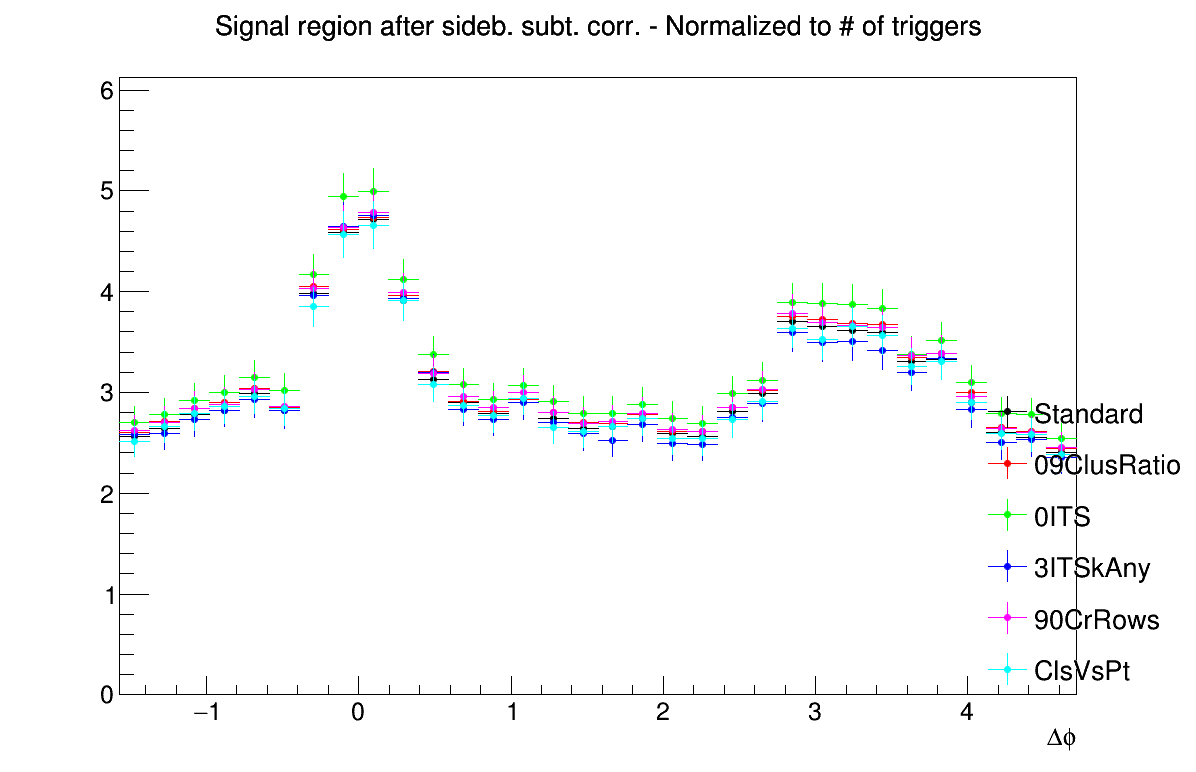 Signal region after sideb. subt. corr. - Normalized to # of triggers
6
5
4
3
2
1
0
−1 0 1 2 3 4
Δϕ
Standard
09ClusRatio
0ITS
3ITSkAny
90CrRows
ClsVsPt